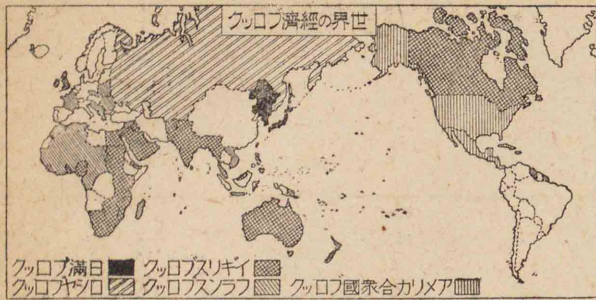 世界の經濟ブロック
イギリスブロック 日滿ブロック
アメリカ合衆國ブロック フランスブロック ロシヤブロック